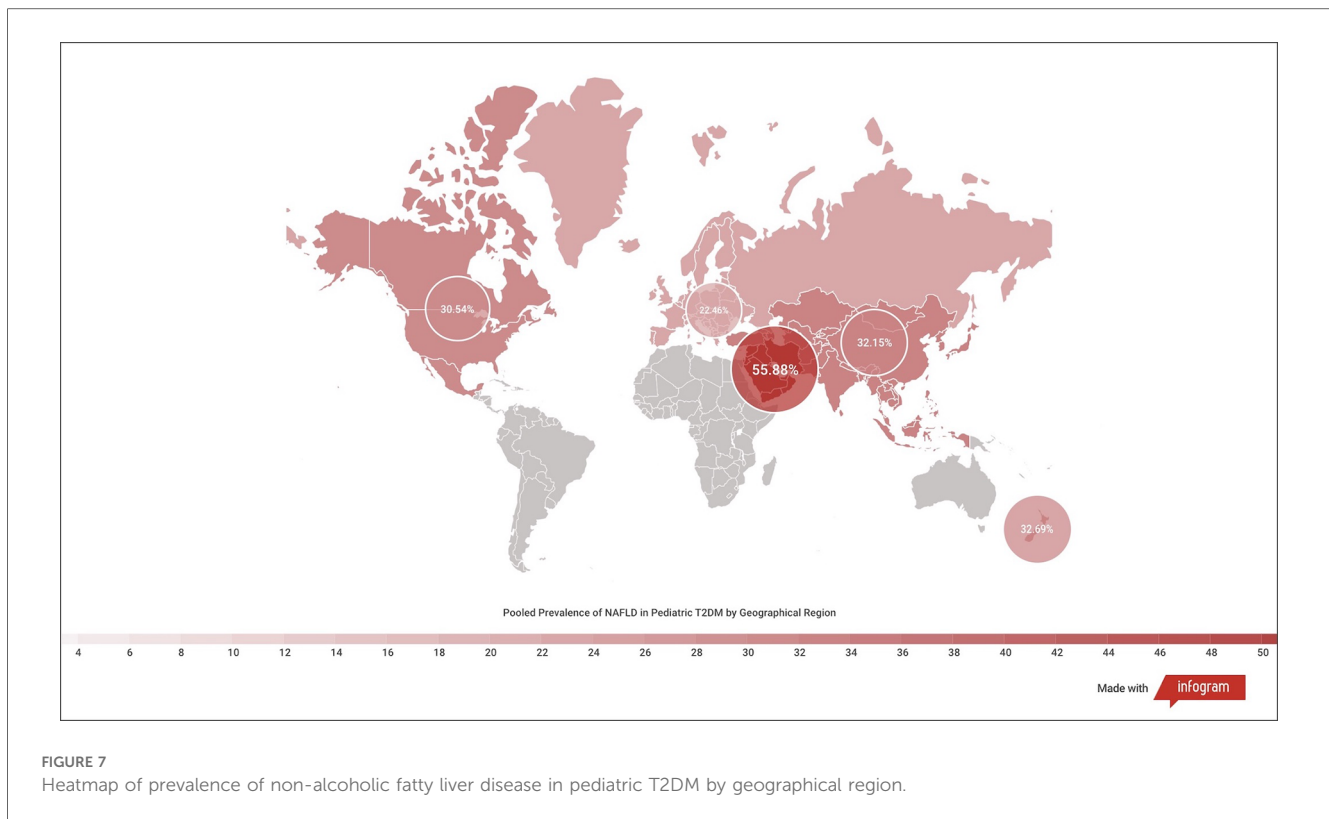 30.54%
22.46%
32.15%
55.88%
32.69%
Pooled Prevalence of NAFLD in Pediatric T2DM by Geographical Region
4 6 8 10 12 14 16 18 20 22 24 26 28 30 32 34 36 38 40 42 44 46 48 50
Made with infogram
FIGURE 7
Heatmap of prevalence of non-alcoholic fatty liver disease in pediatric T2DM by geographical region.